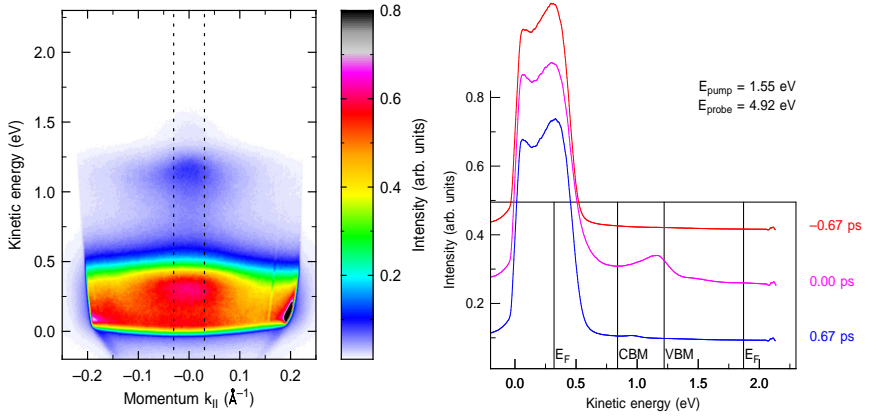 2.0
1.5
1.0
0.5
0.0
Kinetic energy (eV)
−0.2
−0.1
−0.0
0.1
0.2
Momentum k|| (Å⁻¹)
0.8
0.6
0.4
0.2
Intensity (arb. units)
E_pump = 1.55 eV
E_probe = 4.92 eV
0.8
0.6
0.4
0.2
Intensity (arb. units)
−0.67 ps
0.00 ps
0.67 ps
E_F
CBM
VBM
E_F
0.0
0.5
1.0
1.5
2.0
Kinetic energy (eV)